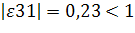 |ε31| = 0,23 < 1